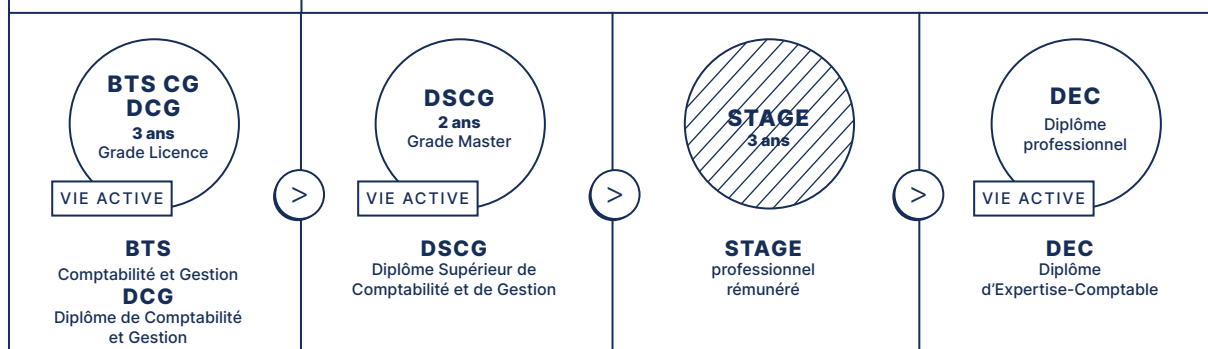 BTS CG
DCG
3 ans
Grade Licence
VIE ACTIVE
BTS
Comptabilité et Gestion
DCG
Diplôme de Comptabilité
et Gestion
>
DSCG
2 ans
Grade Master
VIE ACTIVE
DSCG
Diplôme Supérieur de
Comptabilité et de Gestion
>
STAGE
3 ans
STAGE
professionnel
rémunéré
>
DEC
Diplôme
professionnel
VIE ACTIVE
DEC
Diplôme
d’Expertise-Comptable